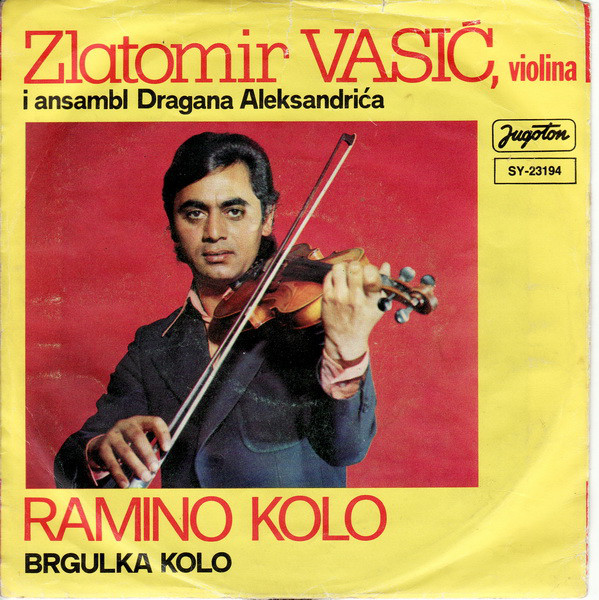 Zlatomir VASIĆ, violina
i ansambl Dragana Aleksandrića
Jugoton
SY-23194
RAMINO KOLO
BRGULKA KOLO